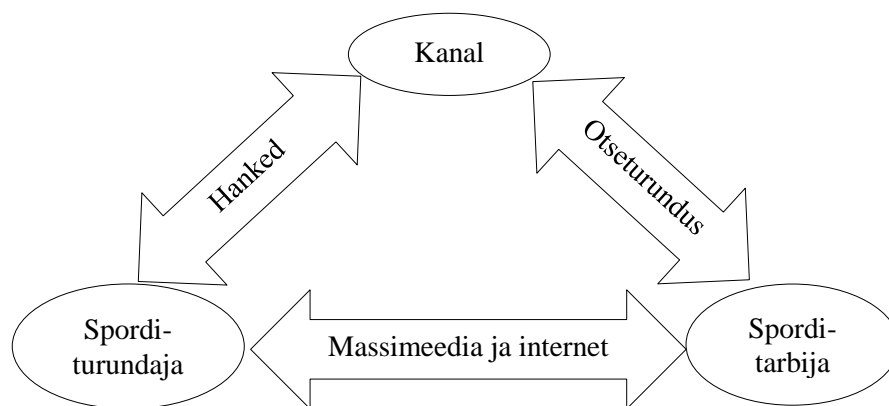 Kanal
Hanked
Otseturundus
Spordi-
turundaja
Massimeedia ja internet
Spordi-
tarbija